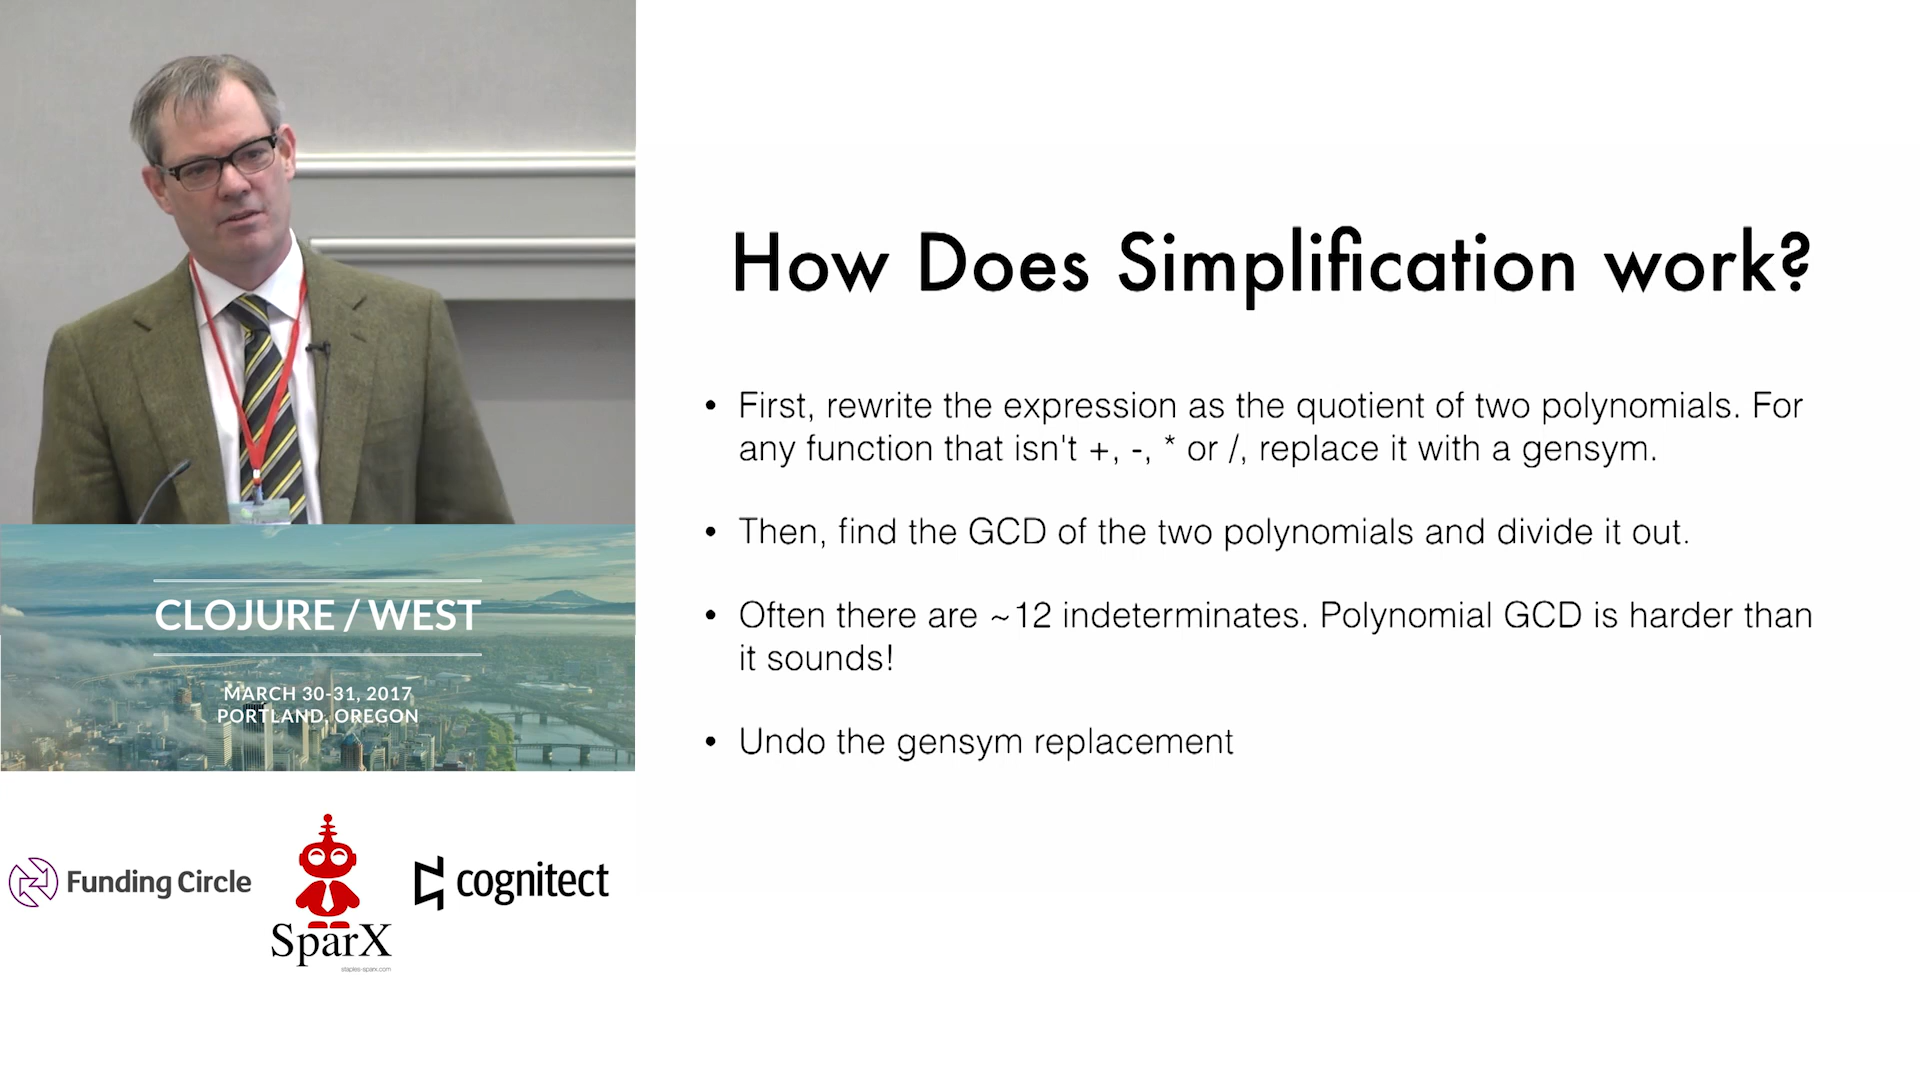 How Does Simplification work?
• First, rewrite the expression as the quotient of two polynomials. For
any function that isn't +, -, * or /, replace it with a gensym.
• Then, find the GCD of the two polynomials and divide it out.
• Often there are ~12 indeterminates. Polynomial GCD is harder than
it sounds!
• Undo the gensym replacement
CLOJURE / WEST
MARCH 30-31, 2017
PORTLAND, OREGON
Funding Circle
SparX
staples-sparx.com
cognitect